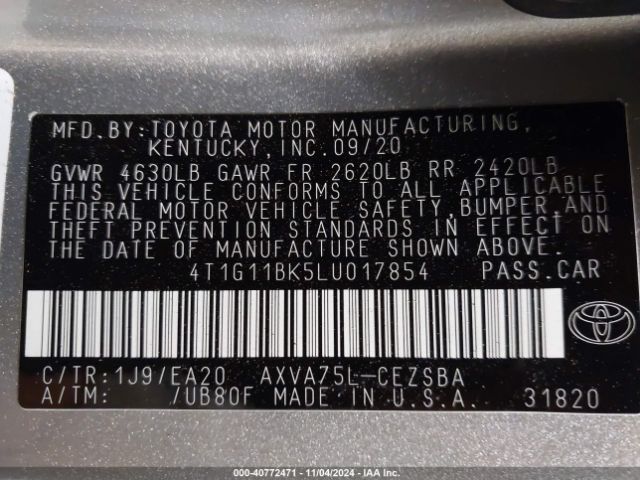 MFD.BY:TOYOTA MOTOR MANUFACTURING,
KENTUCKY,INC.09/20
GVWR 4630LB GAWR FR 2620LB RR 2420LB
THIS VEHICLE CONFORMS TO ALL APPLICABLE
FEDERAL MOTOR VEHICLE SAFETY,BUMPER,AND
THEFT PREVENTION STANDARDS IN EFFECT ON
THE DATE OF MANUFACTURE SHOWN ABOVE.
4T1G11BK5LU017854 PASS.CAR
C/TR:1J9/EA20 AXVA75L-CEZSBA
A/TM: /UB80F MADE IN U.S.A. 31820
000-40772471 - 11/04/2024 - IAA Inc.